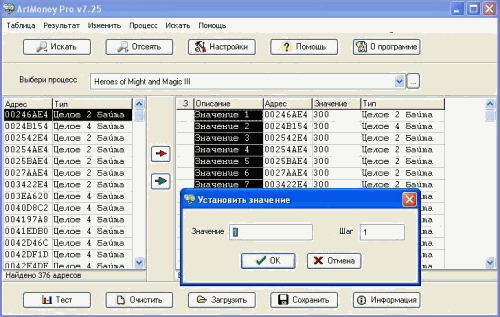 ArtMoney Pro v7.25
Таблица Результат Изменить Процесс Искать Помощь
Искать Отсеять Настройки Помощь О программе
Выбери процесс Heroes of Might and Magic III ...
Адрес Тип З Описание Адрес Значение Тип
00246AE4 Целое 2 Байта Значение 1 00246AE4 300 Целое 2 Байта
0024B154 Целое 4 Байта Значение 2 0024B154 300 Целое 4 Байта
002542E4 Целое 2 Байта Значение 3 002542E4 300 Целое 2 Байта
00254AE4 Целое 2 Байта Значение 4 00254AE4 300 Целое 2 Байта
0025BAE4 Целое 2 Байта Значение 5 0025BAE4 300 Целое 2 Байта
0027AAE4 Целое 2 Байта Значение 6 0027AAE4 300 Целое 2 Байта
003422E4 Целое 2 Байта Значение 7 003422E4 300 Целое 2 Байта
003EA620 Целое 4 Байта
0040D8C2 Целое 4 Байта
004197A8 Целое 4 Байта
0041EDB0 Целое 4 Байта
0042D46C Целое 4 Байта
0042DF1D Целое 4 Байта
0042E4DF Целое 4 Байта
Установить значение
Значение 1 Шаг 1
OK Отмена
Найдено 376 адресов
Тест Очистить Загрузить Сохранить Информация